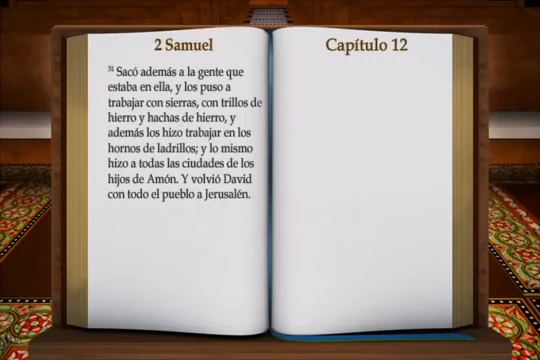 2 Samuel
Capítulo 12
31 Sacó además a la gente que
estaba en ella, y los puso a
trabajar con sierras, con trillos de
hierro y hachas de hierro, y
además los hizo trabajar en los
hornos de ladrillos; y lo mismo
hizo a todas las ciudades de los
hijos de Amón. Y volvió David
con todo el pueblo a Jerusalén.